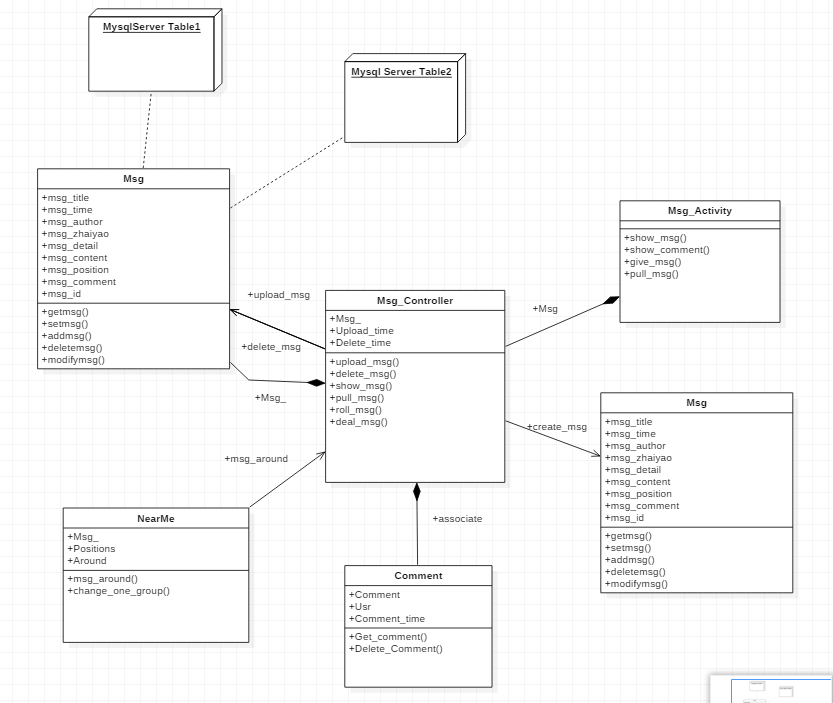 MysqlServer Table1
Mysql Server Table2
Msg
+msg_title
+msg_time
+msg_author
+msg_zhaiyao
+msg_detail
+msg_content
+msg_position
+msg_comment
+msg_id
+getmsg()
+setmsg()
+addmsg()
+deletemsg()
+modifymsg()
+upload_msg
+delete_msg
+Msg_
Msg_Controller
+Msg_
+Upload_time
+Delete_time
+upload_msg()
+delete_msg()
+show_msg()
+pull_msg()
+roll_msg()
+deal_msg()
+Msg
Msg_Activity
+show_msg()
+show_comment()
+give_msg()
+pull_msg()
+create_msg
Msg
+msg_title
+msg_time
+msg_author
+msg_zhaiyao
+msg_detail
+msg_content
+msg_position
+msg_comment
+msg_id
+getmsg()
+setmsg()
+addmsg()
+deletemsg()
+modifymsg()
+msg_around
NearMe
+Msg_
+Positions
+Around
+msg_around()
+change_one_group()
+associate
Comment
+Comment
+Usr
+Comment_time
+Get_comment()
+Delete_Comment()